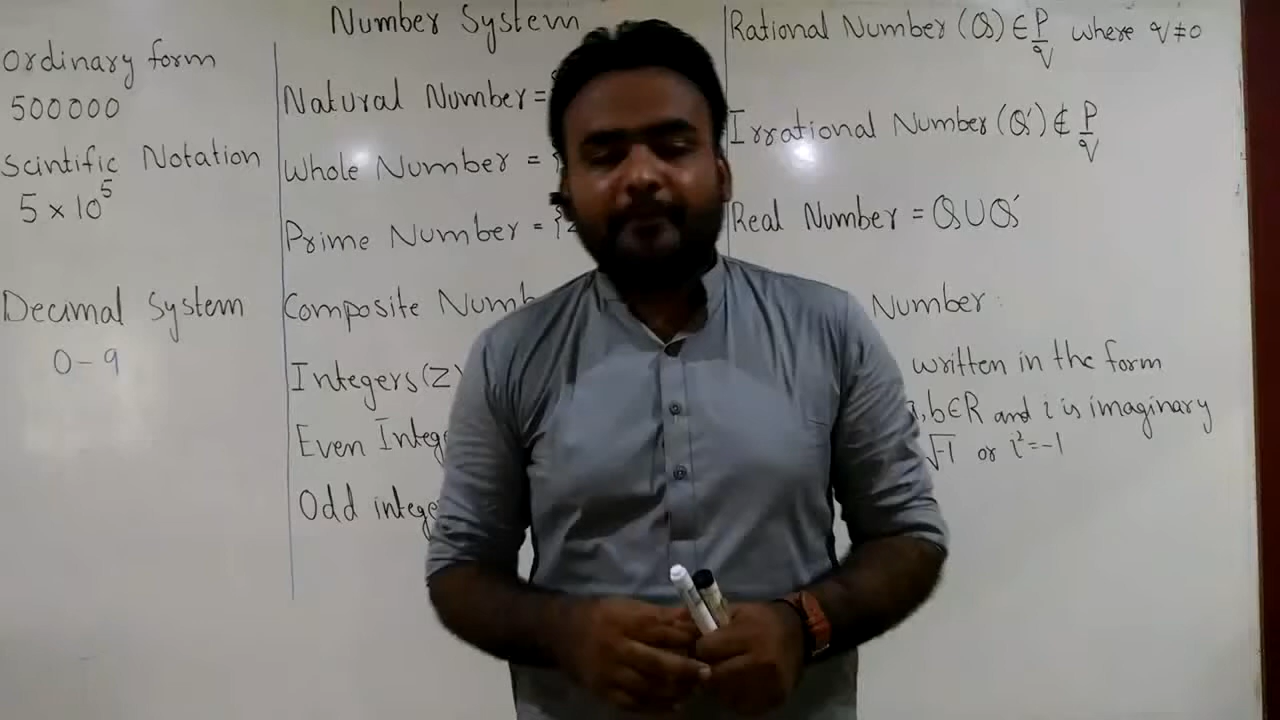 Number System
Ordinary form
500000
Scintific Notation
5 × 10⁵
Decimal System
0 – 9
Natural Number =
Whole Number = {
Prime Number = {2
Composite Numb
Integers (Z)
Even Integ
Odd intege
Rational Number (Q) ∈ P/q where q ≠ 0
Irrational Number (Q′) ∉ P/q
Real Number = Q ∪ Q′
Number :
written in the form
, b ∈ R and i is imaginary
√-1 or i² = -1